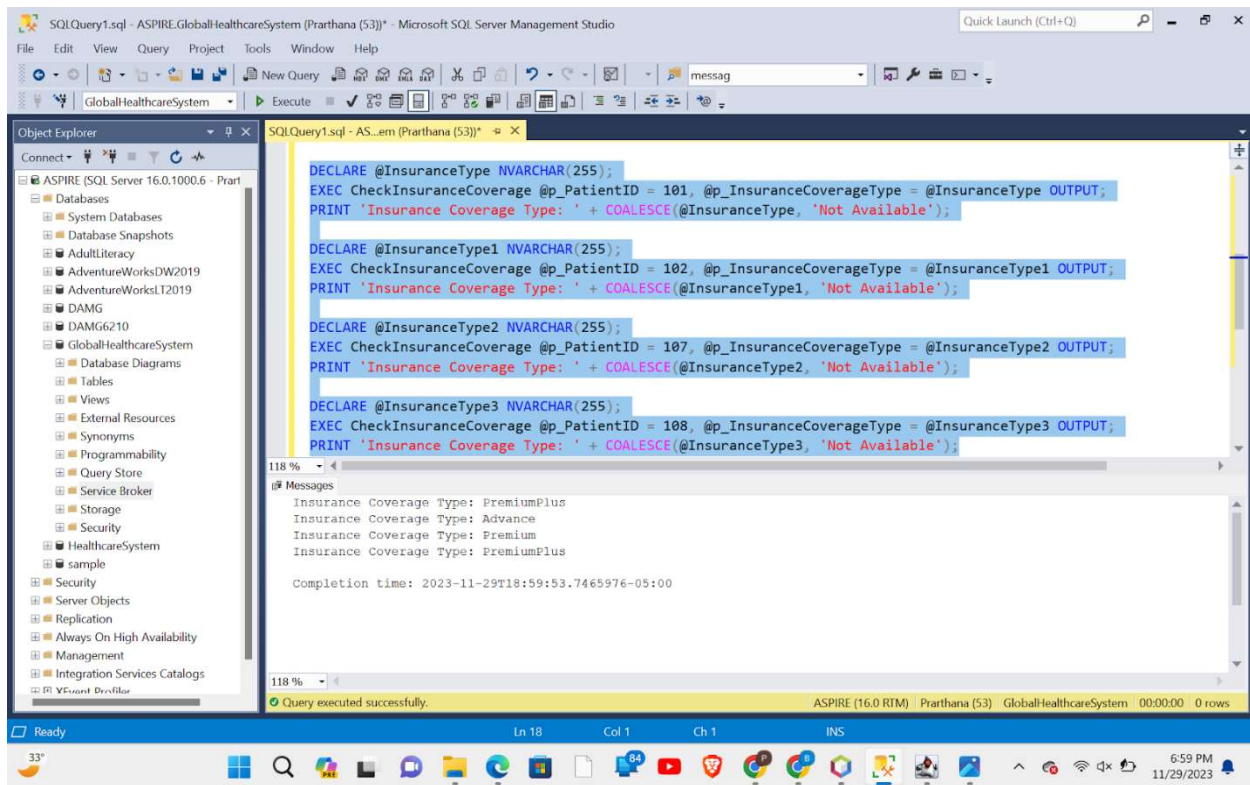 SQLQuery1.sql - ASPIRE.GlobalHealthcareSystem (Prarthana (53))* - Microsoft SQL Server Management Studio
Quick Launch (Ctrl+Q)
File Edit View Query Project Tools Window Help
New Query
messag
GlobalHealthcareSystem
Execute
Object Explorer
SQLQuery1.sql - AS...em (Prarthana (53))*
Connect
ASPIRE (SQL Server 16.0.1000.6 - Prart
Databases
System Databases
Database Snapshots
AdultLiteracy
AdventureWorksDW2019
AdventureWorksLT2019
DAMG
DAMG6210
GlobalHealthcareSystem
Database Diagrams
Tables
Views
External Resources
Synonyms
Programmability
Query Store
Service Broker
Storage
Security
HealthcareSystem
sample
Security
Server Objects
Replication
Always On High Availability
Management
Integration Services Catalogs
XEvent Profiler
DECLARE @InsuranceType NVARCHAR(255);
EXEC CheckInsuranceCoverage @p_PatientID = 101, @p_InsuranceCoverageType = @InsuranceType OUTPUT;
PRINT 'Insurance Coverage Type: ' + COALESCE(@InsuranceType, 'Not Available');
DECLARE @InsuranceType1 NVARCHAR(255);
EXEC CheckInsuranceCoverage @p_PatientID = 102, @p_InsuranceCoverageType = @InsuranceType1 OUTPUT;
PRINT 'Insurance Coverage Type: ' + COALESCE(@InsuranceType1, 'Not Available');
DECLARE @InsuranceType2 NVARCHAR(255);
EXEC CheckInsuranceCoverage @p_PatientID = 107, @p_InsuranceCoverageType = @InsuranceType2 OUTPUT;
PRINT 'Insurance Coverage Type: ' + COALESCE(@InsuranceType2, 'Not Available');
DECLARE @InsuranceType3 NVARCHAR(255);
EXEC CheckInsuranceCoverage @p_PatientID = 108, @p_InsuranceCoverageType = @InsuranceType3 OUTPUT;
PRINT 'Insurance Coverage Type: ' + COALESCE(@InsuranceType3, 'Not Available');
118 %
Messages
Insurance Coverage Type: PremiumPlus
Insurance Coverage Type: Advance
Insurance Coverage Type: Premium
Insurance Coverage Type: PremiumPlus
Completion time: 2023-11-29T18:59:53.7465976-05:00
118 %
Query executed successfully.
ASPIRE (16.0 RTM) Prarthana (53) GlobalHealthcareSystem 00:00:00 0 rows
Ready Ln 18 Col 1 Ch 1 INS
33°
84
6:59 PM
11/29/2023